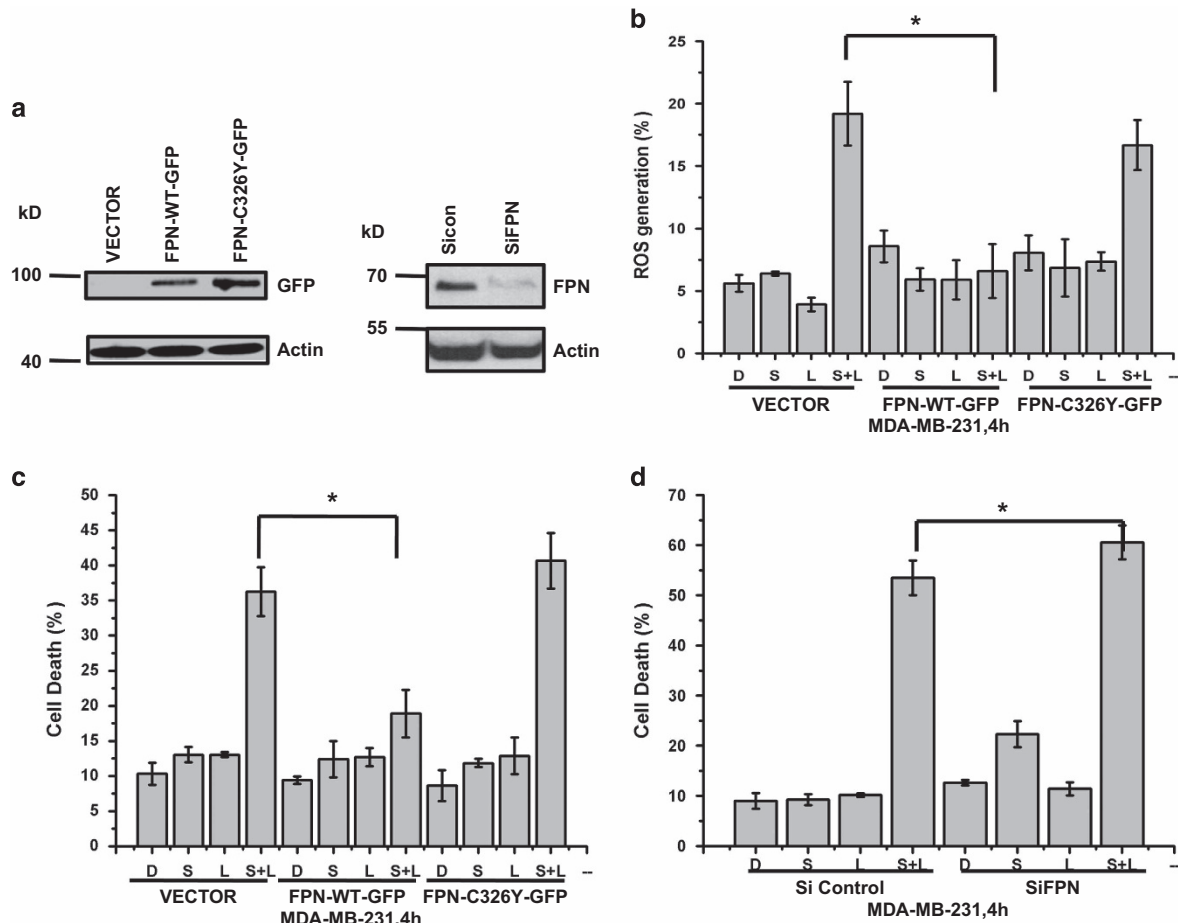 a
kD
VECTOR
FPN-WT-GFP
FPN-C326Y-GFP
100
GFP
40
Actin
kD
Sicon
SiFPN
70
FPN
55
Actin
b
*
ROS generation (%)
25
20
15
10
5
0
D S L S+L D S L S+L D S L S+L --
VECTOR FPN-WT-GFP FPN-C326Y-GFP
MDA-MB-231,4h
c
*
Cell Death (%)
50
45
40
35
30
25
20
15
10
5
0
D S L S+L D S L S+L D S L S+L --
VECTOR FPN-WT-GFP FPN-C326Y-GFP
MDA-MB-231,4h
d
*
Cell Death (%)
70
60
50
40
30
20
10
0
D S L S+L D S L S+L --
Si Control SiFPN
MDA-MB-231,4h